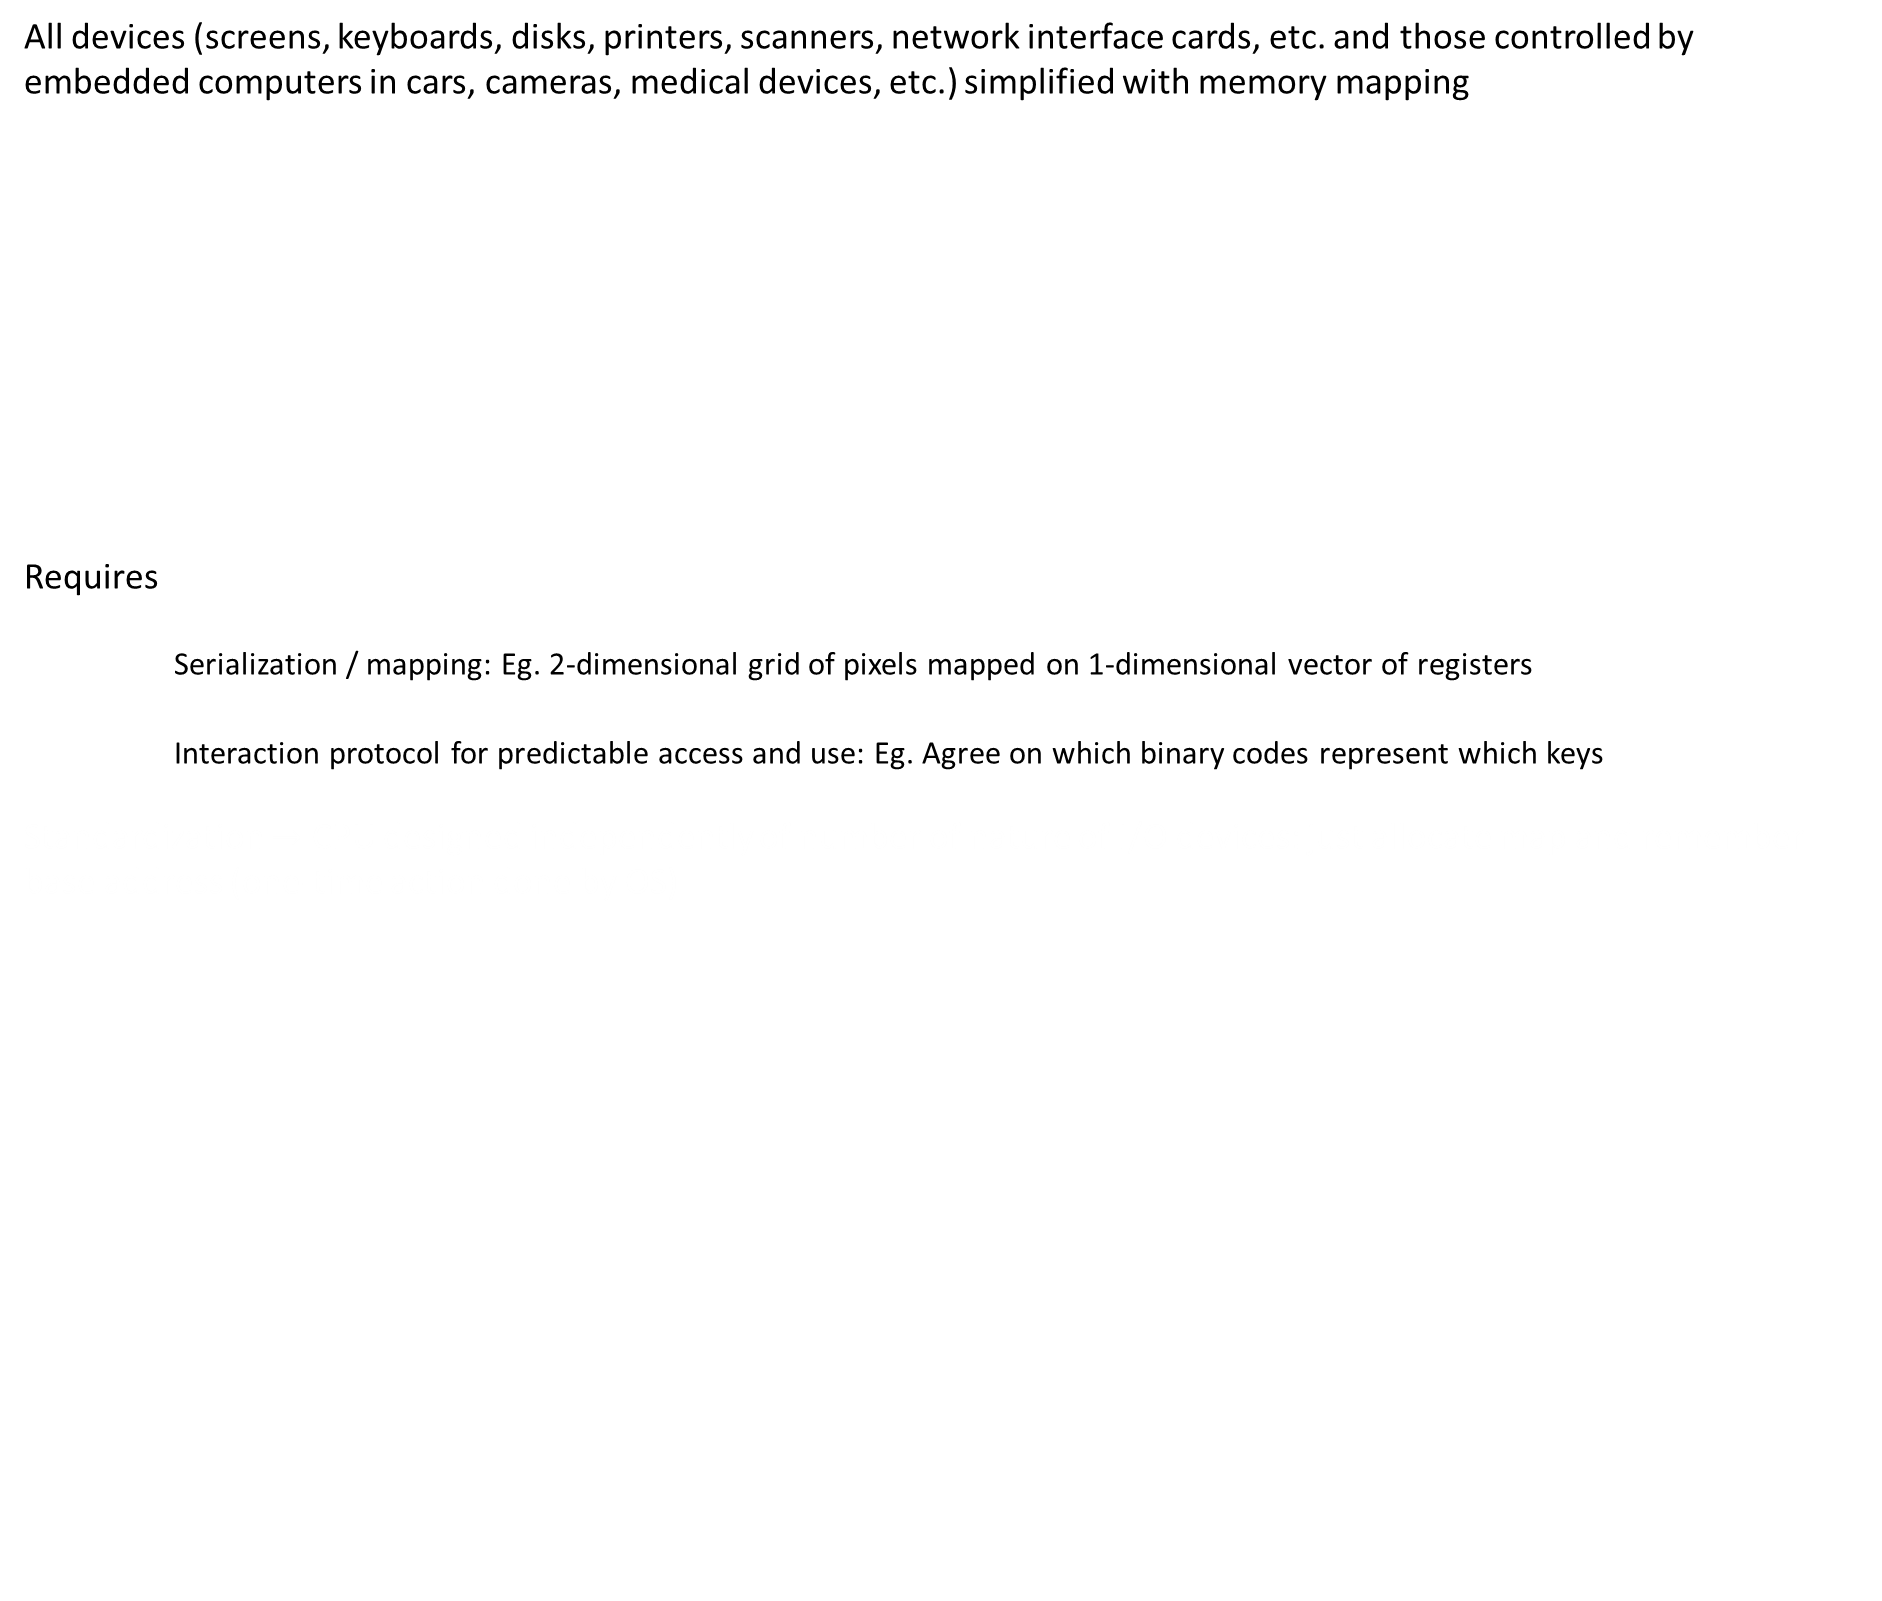 All devices (screens, keyboards, disks, printers, scanners, network interface cards, etc. and those controlled by
embedded computers in cars, cameras, medical devices, etc.) simplified with memory mapping
Requires
Serialization / mapping: Eg. 2-dimensional grid of pixels mapped on 1-dimensional vector of registers
Interaction protocol for predictable access and use: Eg. Agree on which binary codes represent which keys